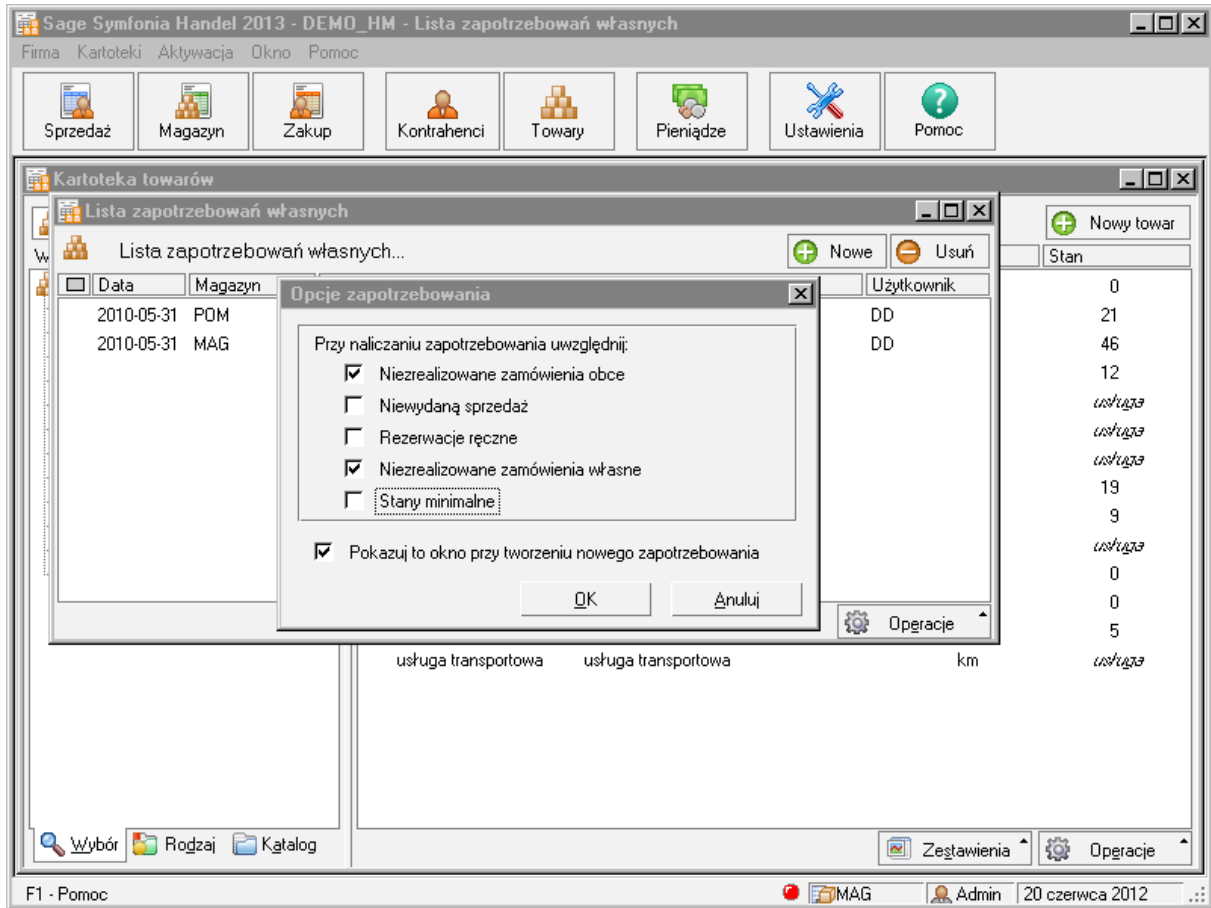 Sage Symfonia Handel 2013 - DEMO_HM - Lista zapotrzebowań własnych
Firma Kartoteki Aktywacja Okno Pomoc
Sprzedaż Magazyn Zakup Kontrahenci Towary Pieniądze Ustawienia Pomoc
Kartoteka towarów
Nowy towar
Stan
0
21
46
12
usługa
usługa
usługa
19
9
usługa
0
0
5
usługa transportowa usługa transportowa km usługa
Lista zapotrzebowań własnych
Lista zapotrzebowań własnych... Nowe Usuń
Data Magazyn Użytkownik
2010-05-31 POM DD
2010-05-31 MAG DD
Operacje
Opcje zapotrzebowania
Przy naliczaniu zapotrzebowania uwzględnij:
Niezrealizowane zamówienia obce
Niewydaną sprzedaż
Rezerwacje ręczne
Niezrealizowane zamówienia własne
Stany minimalne
Pokazuj to okno przy tworzeniu nowego zapotrzebowania
OK Anuluj
Wybór Rodzaj Katalog Zestawienia Operacje
F1 - Pomoc MAG Admin 20 czerwca 2012